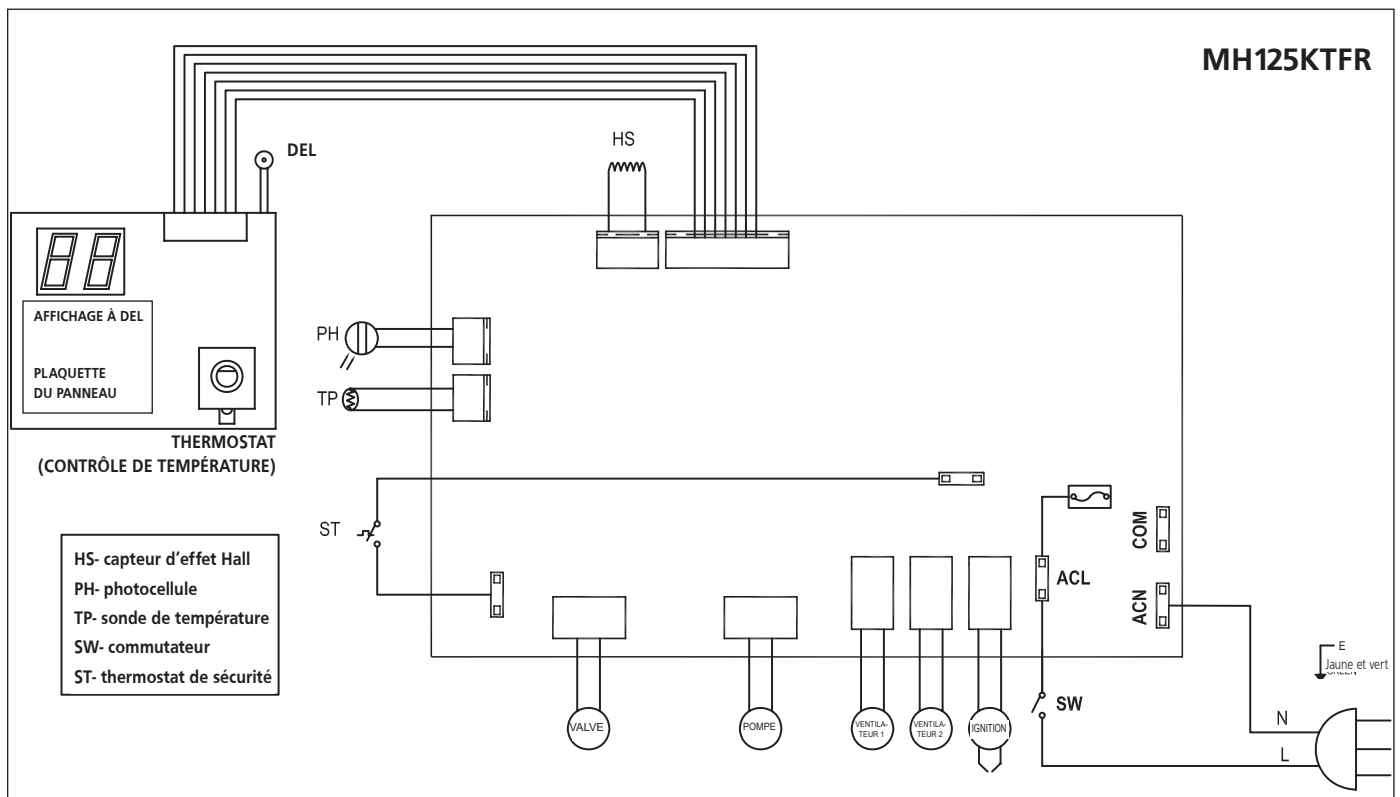 MH125KTFR
DEL
HS
AFFICHAGE À DEL
PLAQUETTE
DU PANNEAU
THERMOSTAT
(CONTRÔLE DE TEMPÉRATURE)
PH
TP
ST
HS- capteur d'effet Hall
PH- photocellule
TP- sonde de température
SW- commutateur
ST- thermostat de sécurité
COM
ACL
ACN
SW
VALVE
POMPE
VENTILA-
TEUR 1
VENTILA-
TEUR 2
IGNITION
E
Jaune et vert
N
L